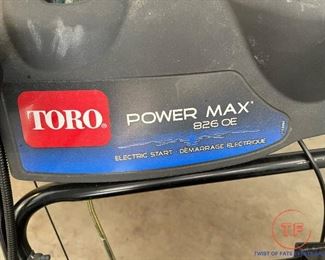 TORO
POWER MAX
826 OE
ELECTRIC START · DÉMARRAGE ÉLECTRIQUE
TF
TWIST OF FATE